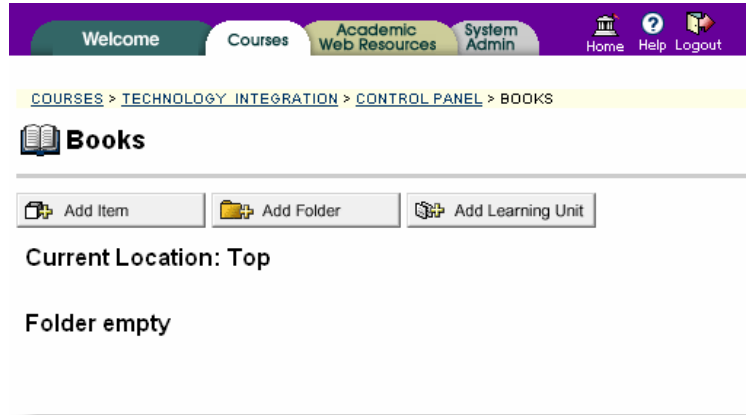 Welcome
Courses
Academic
Web Resources
System
Admin
Home
Help
Logout
COURSES > TECHNOLOGY INTEGRATION > CONTROL PANEL > BOOKS
Books
Add Item
Add Folder
Add Learning Unit
Current Location: Top
Folder empty